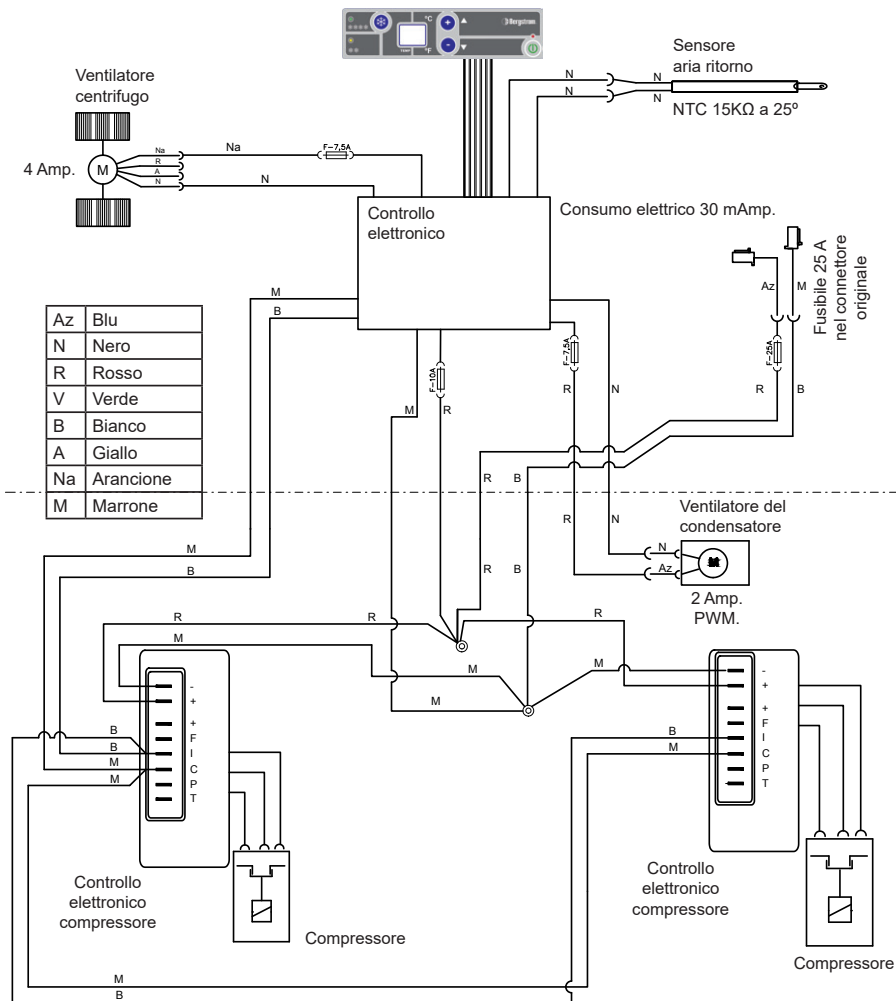 °C
Bergstrom
TEMP
°F
Ventilatore
centrifugo
Sensore
aria ritorno
N
N
N
N
NTC 15KΩ a 25º
Na
R
A
N
Na
F-7,5A
N
4 Amp.
M
Controllo
elettronico
Consumo elettrico 30 mAmp.
Az
M
Fusibile 25 A
nel connettore
originale
M
B
Az Blu
N Nero
R Rosso
V Verde
B Bianco
A Giallo
Na Arancione
M Marrone
F-10A
F-7,5A
F-25A
M
R
R
N
R
B
R
B
R
N
Ventilatore del
condensatore
N
Az
M
2 Amp.
PWM.
M
B
R
B
R
R
M
R
M
M
M
-
+
+
F
I
C
P
T
B
B
M
M
-
+
+
F
I
C
P
T
B
M
Controllo
elettronico
compressore
Compressore
Controllo
elettronico
compressore
Compressore
M
B